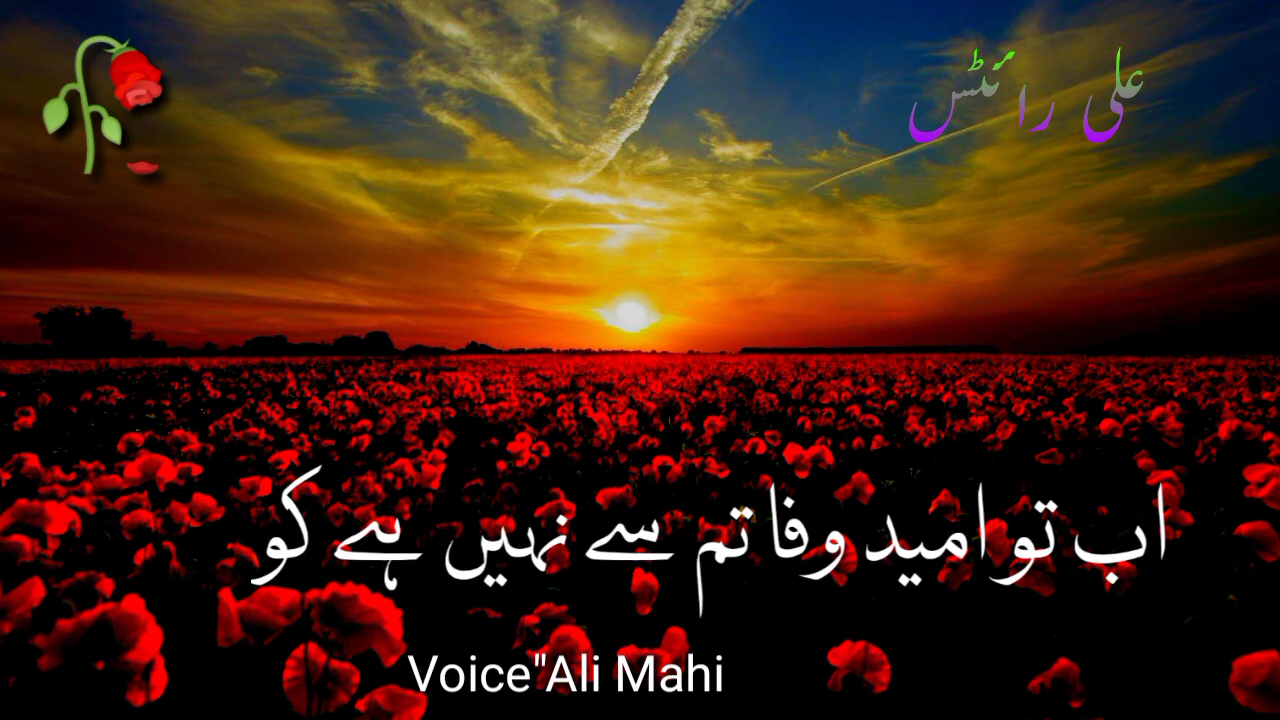 علی رائٹس
اب تو امید وفا تم سے نہیں ہے کو
Voice"Ali Mahi